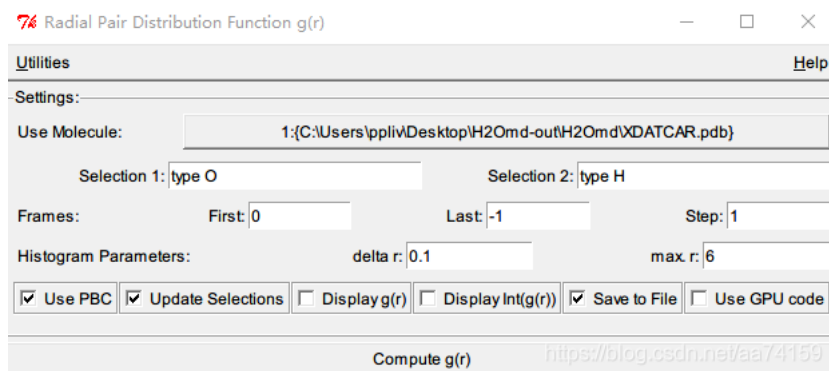 Radial Pair Distribution Function g(r)
Utilities Help
Settings:
Use Molecule: 1:{C:\Users\ppliv\Desktop\H2Omd-out\H2Omd\XDATCAR.pdb}
Selection 1: type O Selection 2: type H
Frames: First: 0 Last: -1 Step: 1
Histogram Parameters: delta r: 0.1 max. r: 6
Use PBC Update Selections Display g(r) Display Int(g(r)) Save to File Use GPU code
Compute g(r) https://blog.csdn.net/aa74159